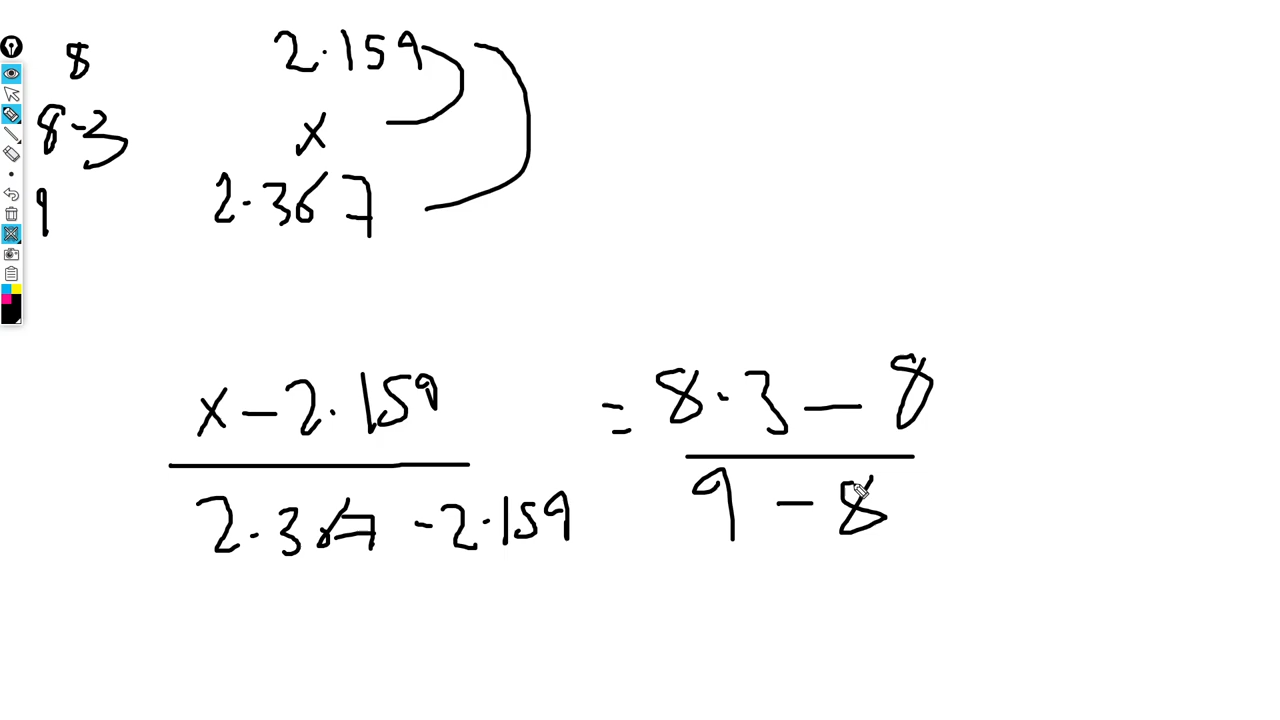 8 2.159
8.3 x
9 2.367
x - 2.159 = 8.3 - 8
2.367 - 2.159 9 - 8